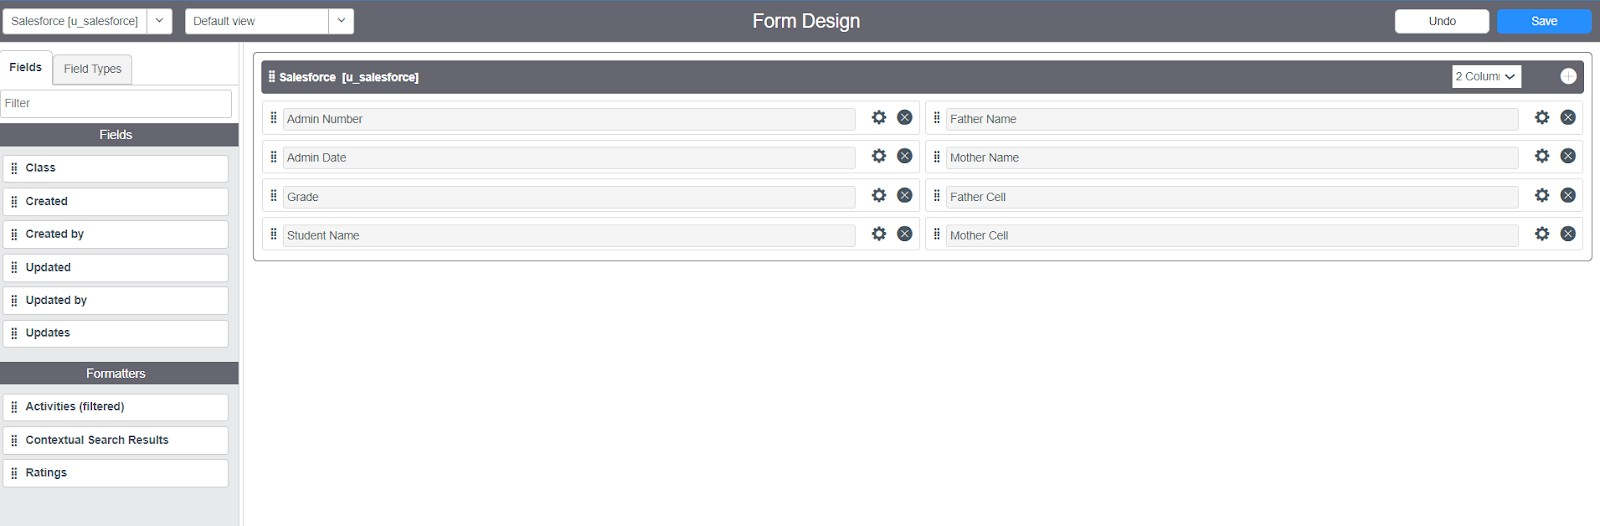 Salesforce [u_salesforce]
Default view
Form Design
Undo
Save
Fields
Field Types
Filter
Fields
Class
Created
Created by
Updated
Updated by
Updates
Formatters
Activities (filtered)
Contextual Search Results
Ratings
Salesforce [u_salesforce]
2 Colum
Admin Number
Father Name
Admin Date
Mother Name
Grade
Father Cell
Student Name
Mother Cell